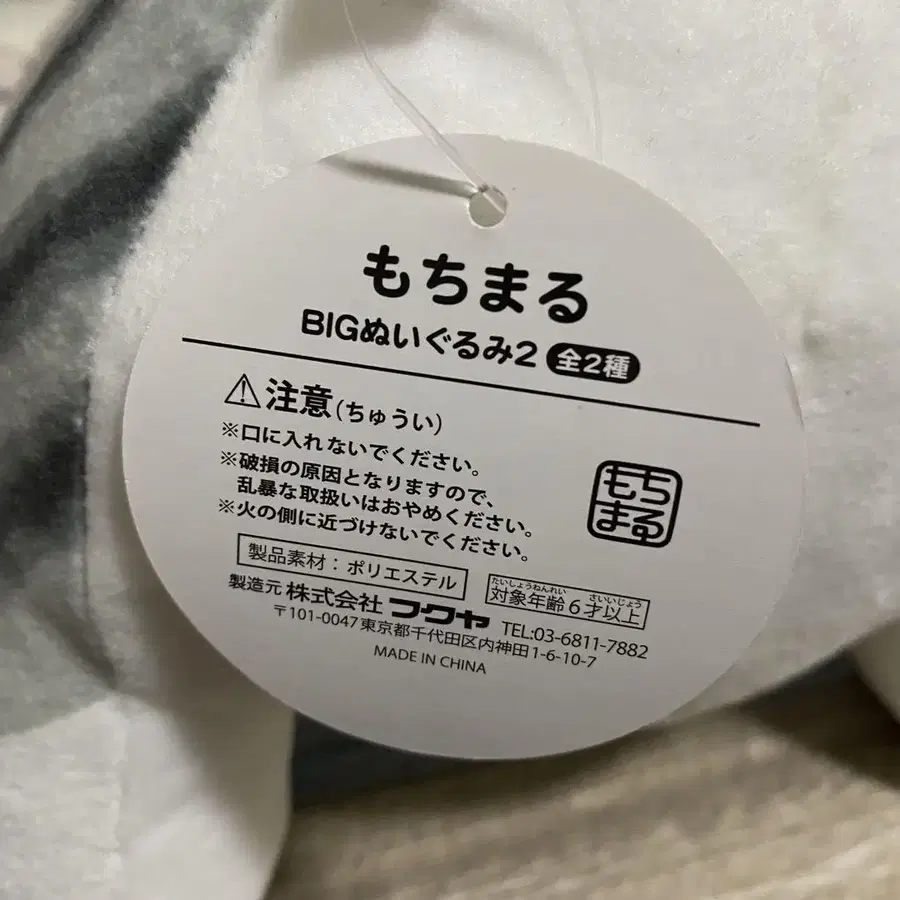 もちまる
BIGぬいぐるみ2 全2種
⚠注意(ちゅうい)
※口に入れないでください。
※破損の原因となりますので、
乱暴な取扱いはおやめください。
※火の側に近づけないでください。
もち
まる
製品素材：ポリエステル
たいしょうねんれい さいいじょう
対象年齢6才以上
製造元 株式会社 フクヤ TEL:03-6811-7882
〒101-0047東京都千代田区内神田1-6-10-7
MADE IN CHINA